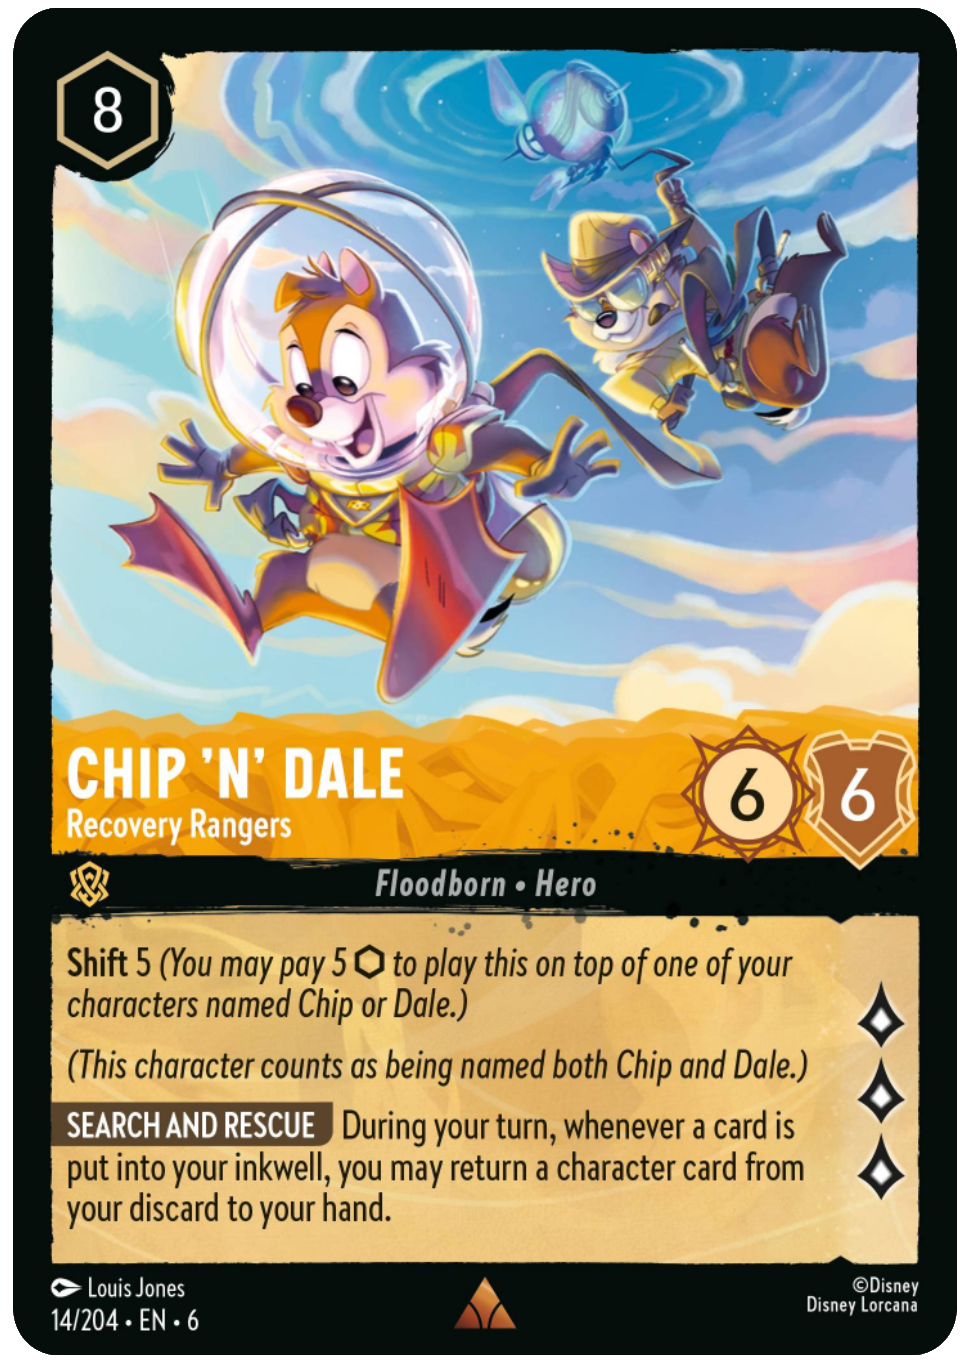 8
CHIP ’N’ DALE
Recovery Rangers
6 6
Floodborn • Hero
Shift 5 (You may pay 5 ⬡ to play this on top of one of your
characters named Chip or Dale.)
(This character counts as being named both Chip and Dale.)
SEARCH AND RESCUE During your turn, whenever a card is
put into your inkwell, you may return a character card from
your discard to your hand.
Louis Jones
14/204 • EN • 6
©Disney
Disney Lorcana